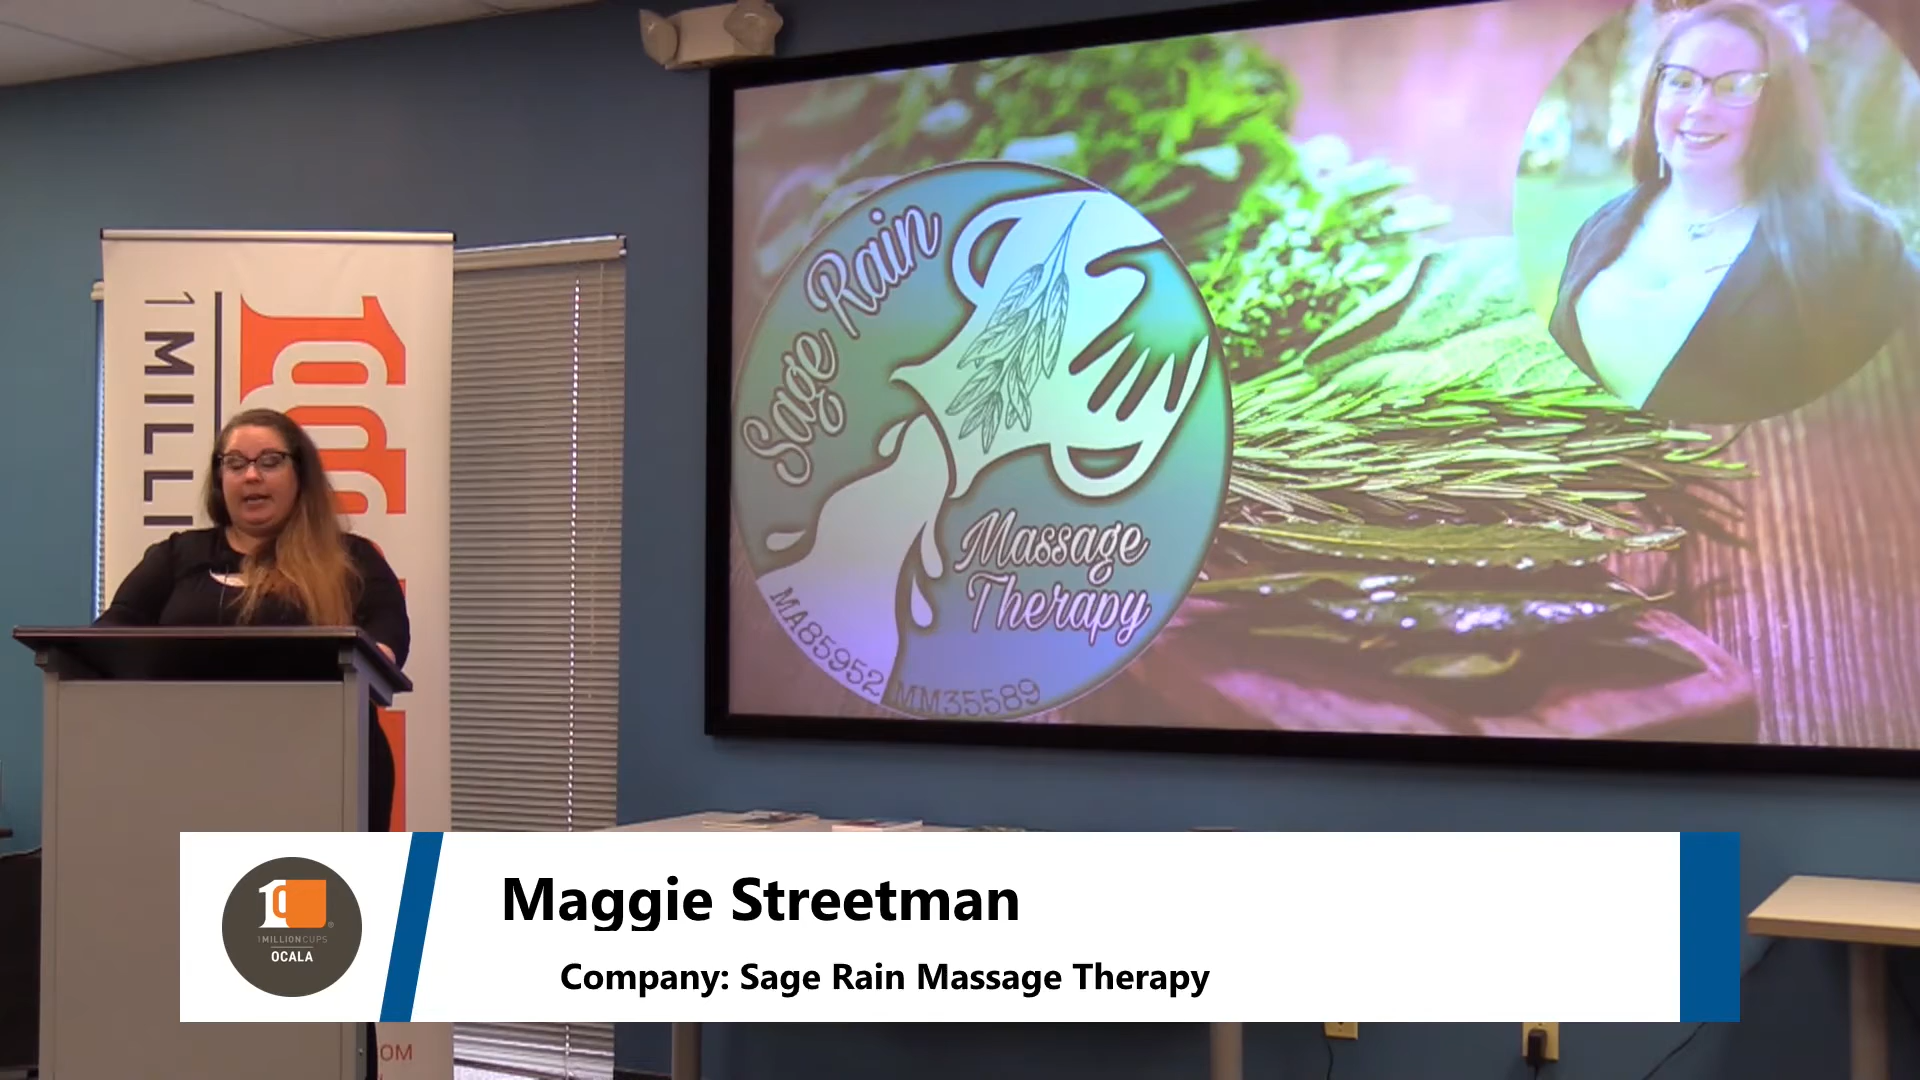 1 MILLI
Sage Rain
Massage
Therapy
MA85952 MM35589
OM
Maggie Streetman
Company: Sage Rain Massage Therapy
1MILLIONCUPS
OCALA